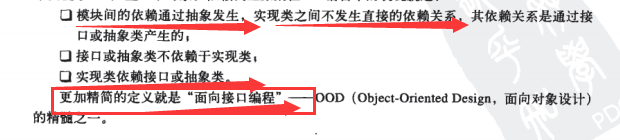 ❑ 模块间的依赖通过抽象发生，实现类之间不发生直接的依赖关系，其依赖关系是通过接
口或抽象类产生的；
❑ 接口或抽象类不依赖于实现类；
❑ 实现类依赖接口或抽象类。
更加精简的定义就是“面向接口编程”——OOD（Object-Oriented Design，面向对象设计）
的精髓之一。
PD